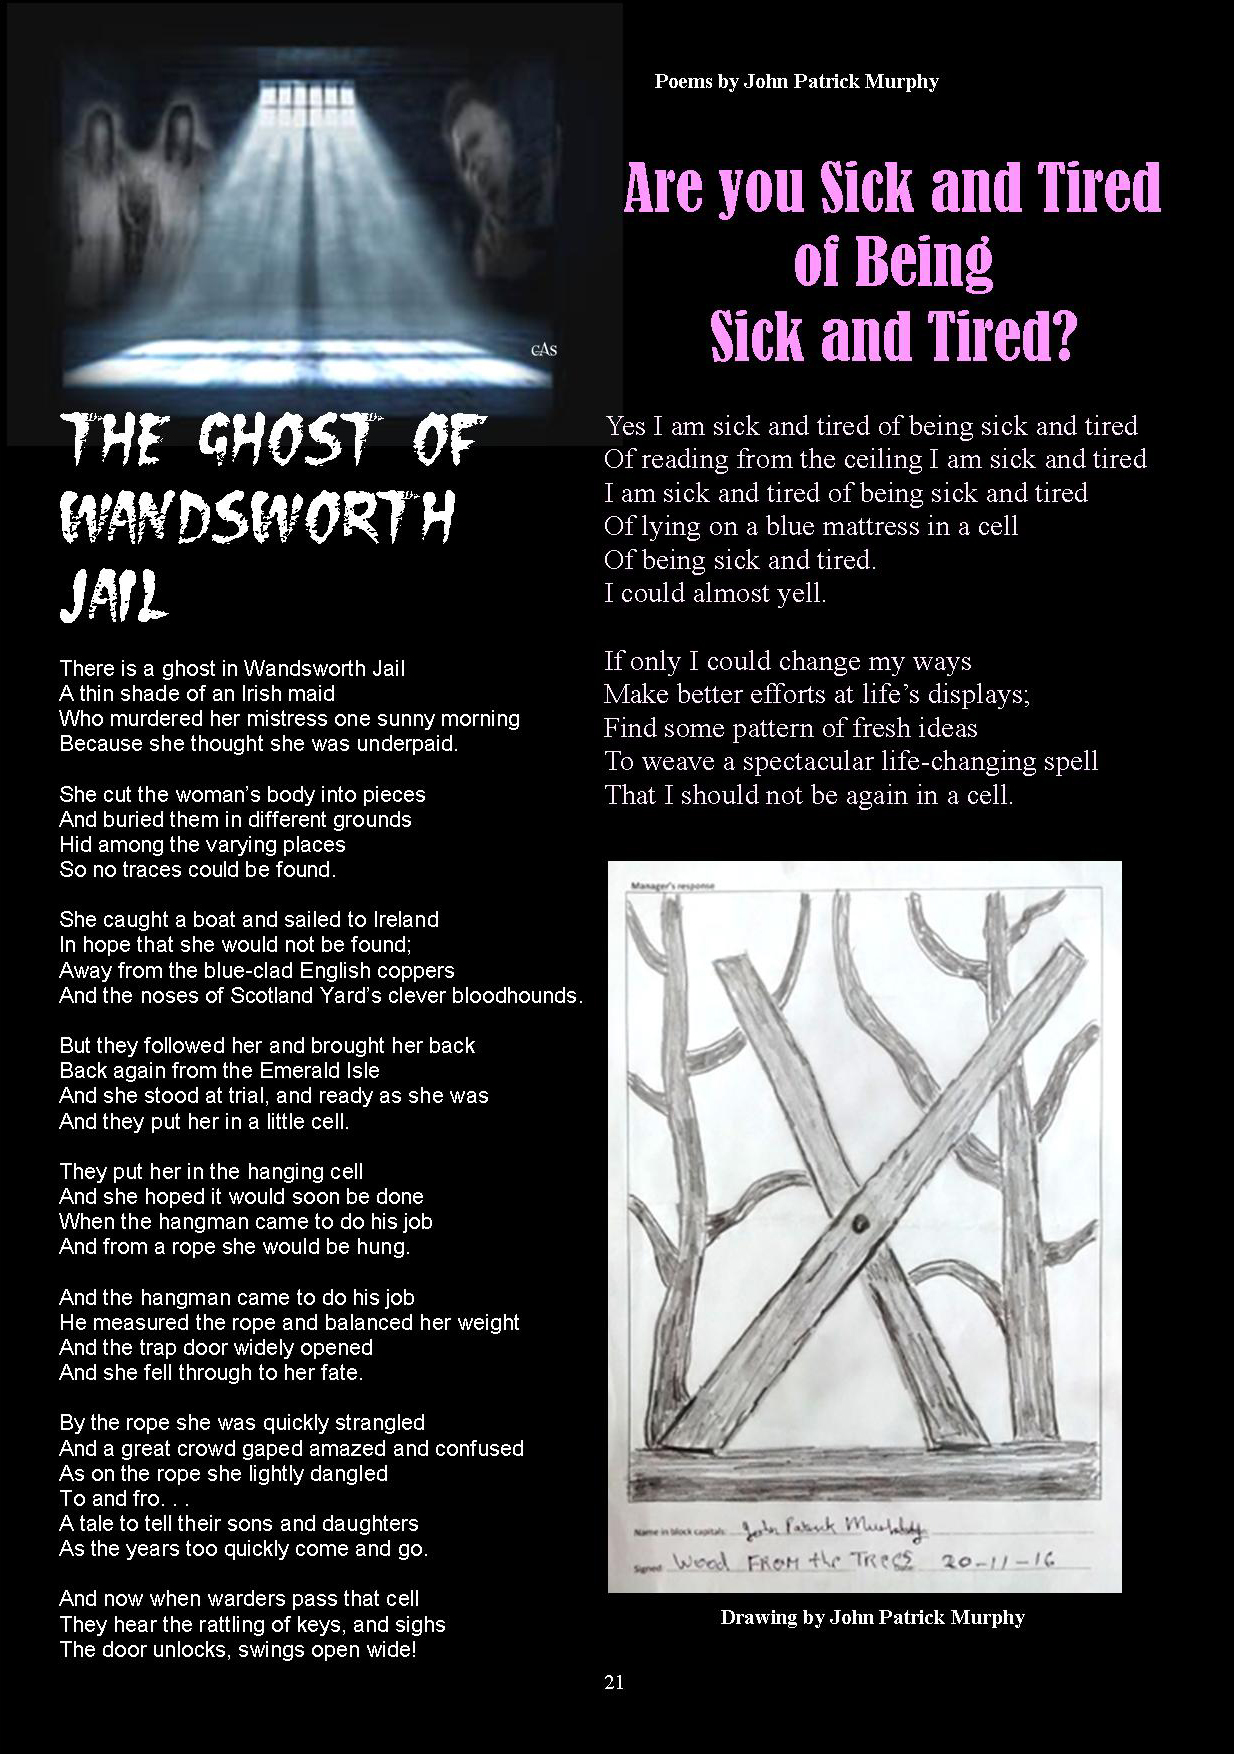 cAs
THE GHOST OF
WANDSWORTH
JAIL
There is a ghost in Wandsworth Jail
A thin shade of an Irish maid
Who murdered her mistress one sunny morning
Because she thought she was underpaid.
She cut the woman's body into pieces
And buried them in different grounds
Hid among the varying places
So no traces could be found.
She caught a boat and sailed to Ireland
In hope that she would not be found;
Away from the blue-clad English coppers
And the noses of Scotland Yard's clever bloodhounds.
But they followed her and brought her back
Back again from the Emerald Isle
And she stood at trial, and ready as she was
And they put her in a little cell.
They put her in the hanging cell
And she hoped it would soon be done
When the hangman came to do his job
And from a rope she would be hung.
And the hangman came to do his job
He measured the rope and balanced her weight
And the trap door widely opened
And she fell through to her fate.
By the rope she was quickly strangled
And a great crowd gaped amazed and confused
As on the rope she lightly dangled
To and fro. . .
A tale to tell their sons and daughters
As the years too quickly come and go.
And now when warders pass that cell
They hear the rattling of keys, and sighs
The door unlocks, swings open wide!
Poems by John Patrick Murphy
Are you Sick and Tired
of Being
Sick and Tired?
Yes I am sick and tired of being sick and tired
Of reading from the ceiling I am sick and tired
I am sick and tired of being sick and tired
Of lying on a blue mattress in a cell
Of being sick and tired.
I could almost yell.
If only I could change my ways
Make better efforts at life's displays;
Find some pattern of fresh ideas
To weave a spectacular life-changing spell
That I should not be again in a cell.
Manager's response
Name in block capitals: John Patrick
Signed Wood FROM the TREES 20-11-16
Drawing by John Patrick Murphy
21